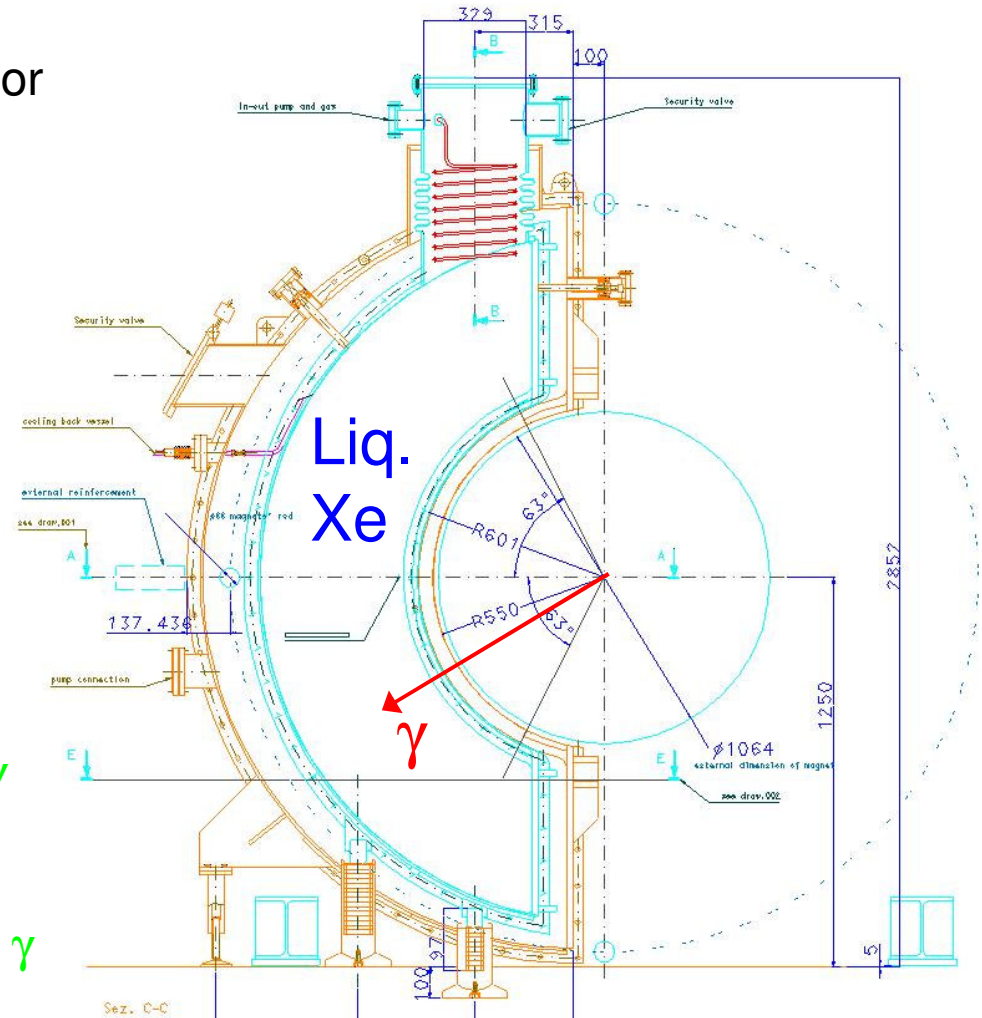 329
315
or
B
100
In-out pump and gas
Security valve
Security valve
B
cooling back vessel
Liq.
Xe
63°
external reinforcement
see draw.001
R601
A
A
2852
137.436
R550
63°
pump connection
γ
1250
φ1064
external dimension of magnet
E
E
γ
see draw.002
γ
97
5
100
Sez. C-C